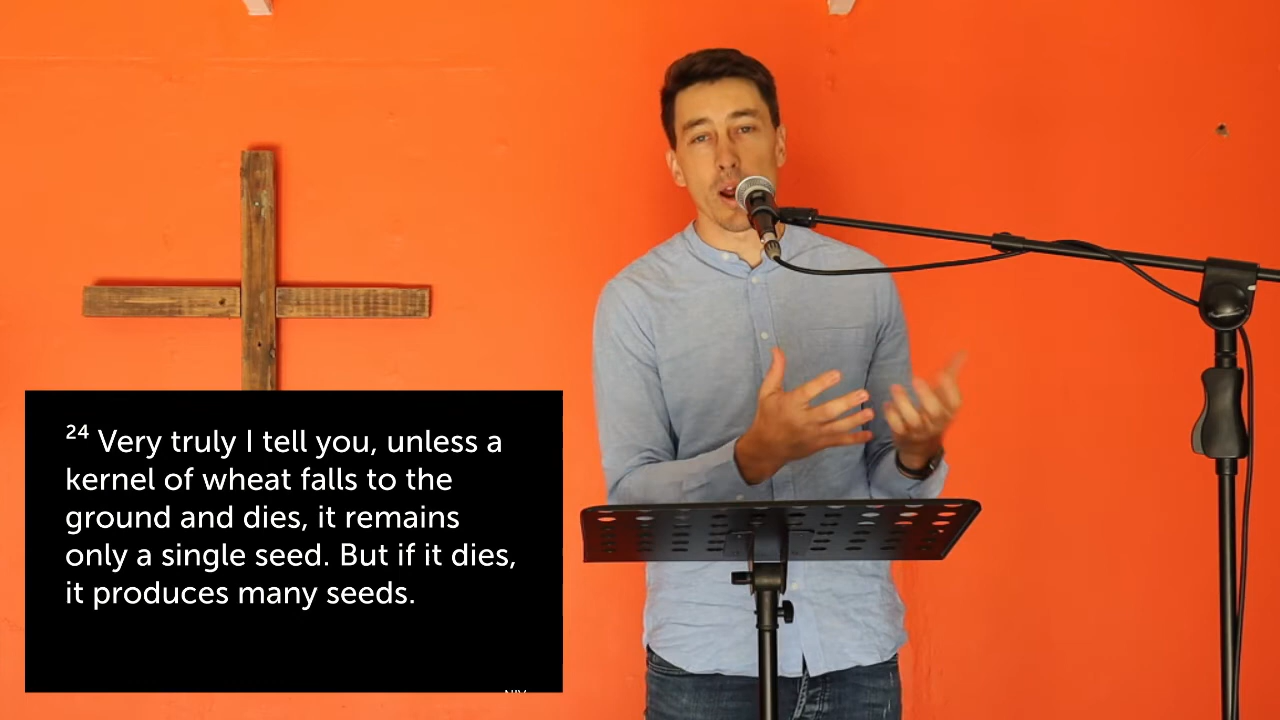 24 Very truly I tell you, unless a
kernel of wheat falls to the
ground and dies, it remains
only a single seed. But if it dies,
it produces many seeds.
NIV